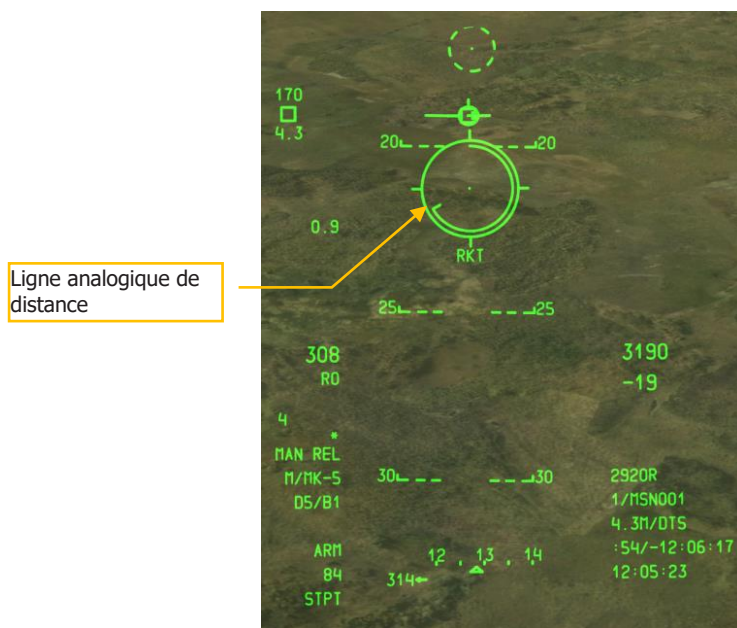 170
4.3
20 20
0.9
RKT
Ligne analogique de
distance
25 25
308
3190
RO
-19
4
*
MAN REL
M/MK-5
30 30
2920R
D5/B1
1/MSN001
4.3M/DTS
ARM
12 . 13 . 14
:54/-12:06:17
84
314←
12:05:23
STPT